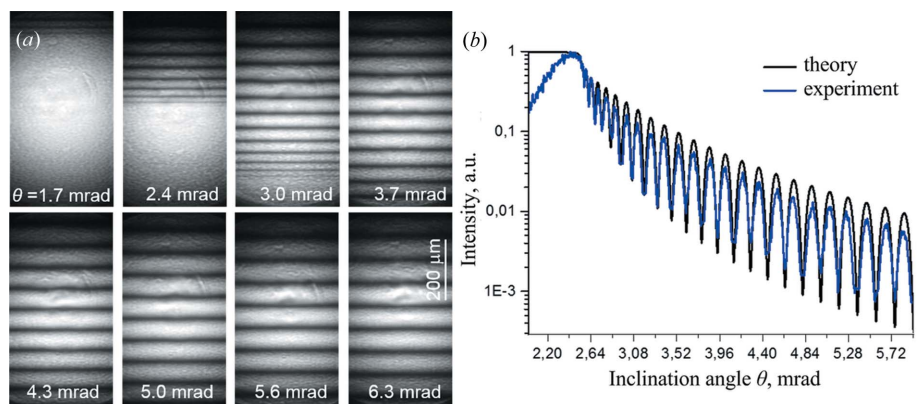 (a)
θ =1.7 mrad
2.4 mrad
3.0 mrad
3.7 mrad
4.3 mrad
5.0 mrad
5.6 mrad
6.3 mrad
200 μm
(b)
theory
experiment
Intensity, a.u.
1
0,1
0,01
1E-3
2,20
2,64
3,08
3,52
3,96
4,40
4,84
5,28
5,72
Inclination angle θ, mrad